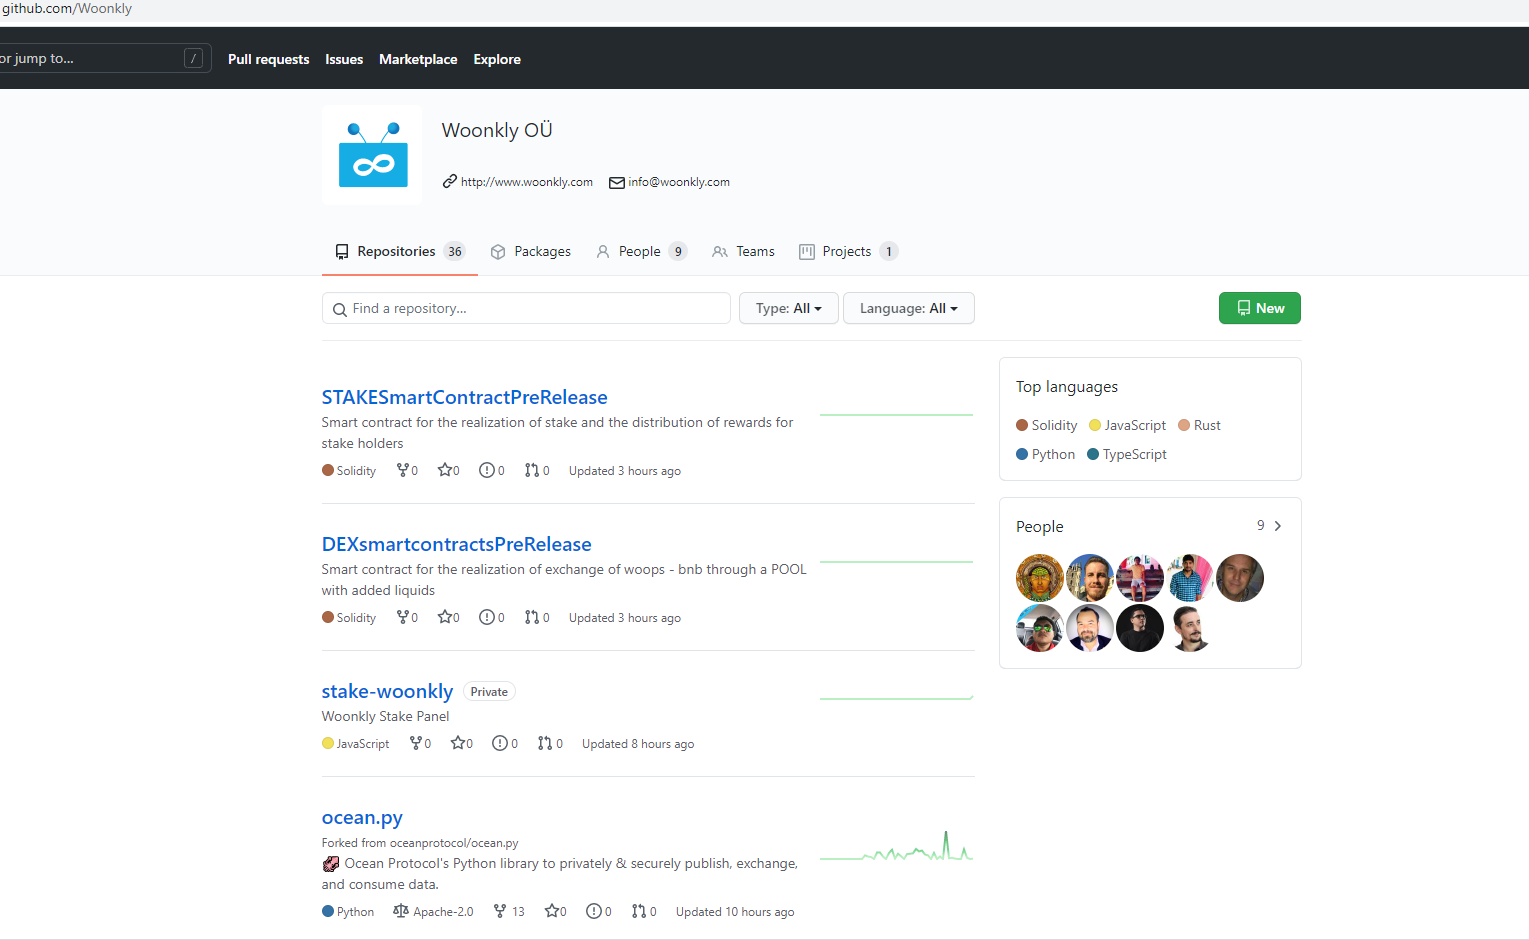 github.com/Woonkly
or jump to...
/
Pull requests
Issues
Marketplace
Explore
Woonkly OÜ
http://www.woonkly.com
info@woonkly.com
Repositories 36
Packages
People 9
Teams
Projects 1
Find a repository...
Type: All
Language: All
New
STAKESmartContractPreRelease
Smart contract for the realization of stake and the distribution of rewards for
stake holders
Solidity 0 0 0 0 Updated 3 hours ago
DEXsmartcontractsPreRelease
Smart contract for the realization of exchange of woops - bnb through a POOL
with added liquids
Solidity 0 0 0 0 Updated 3 hours ago
stake-woonkly Private
Woonkly Stake Panel
JavaScript 0 0 0 0 Updated 8 hours ago
ocean.py
Forked from oceanprotocol/ocean.py
Ocean Protocol's Python library to privately & securely publish, exchange,
and consume data.
Python Apache-2.0 13 0 0 0 Updated 10 hours ago
Top languages
Solidity JavaScript Rust
Python TypeScript
People 9